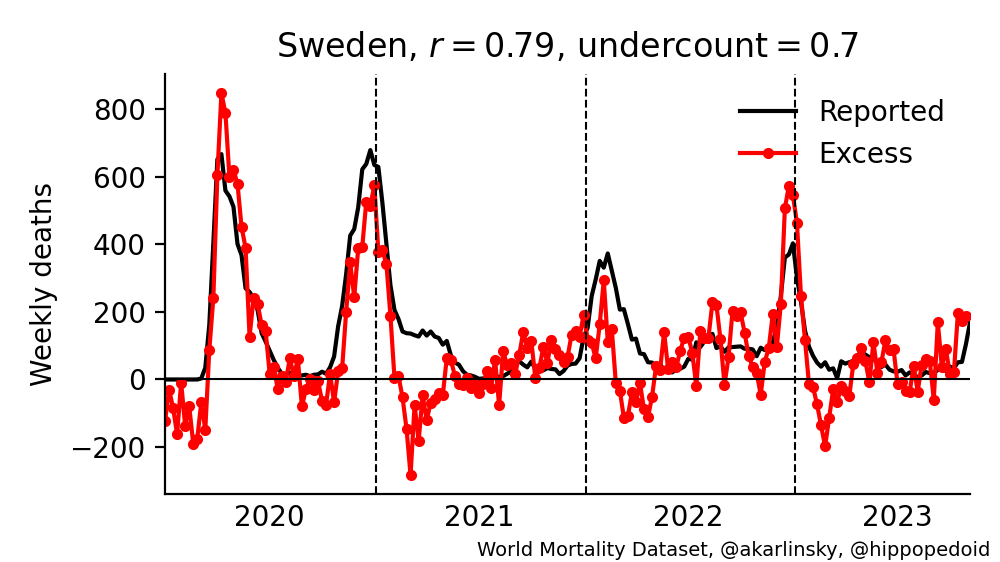 Sweden, r = 0.79, undercount = 0.7
Reported
Excess
Weekly deaths
800
600
400
200
0
−200
2020 2021 2022 2023
World Mortality Dataset, @akarlinsky, @hippopedoid